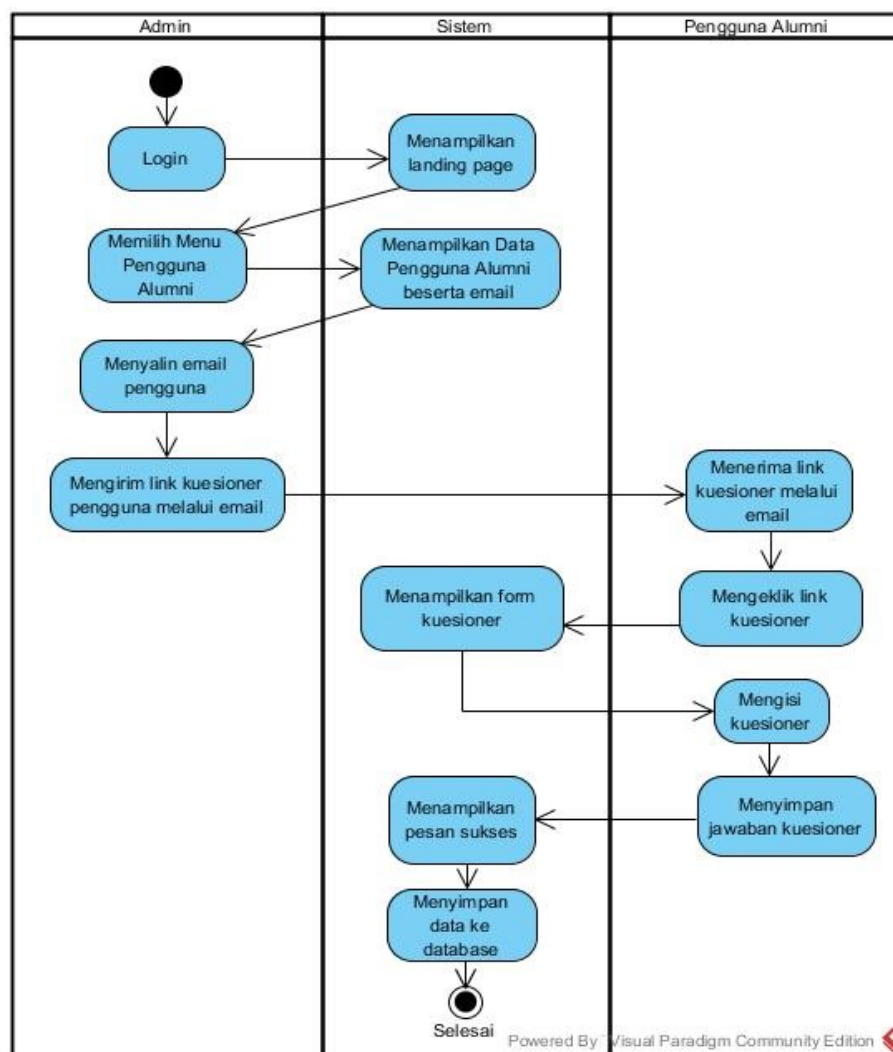 Admin
Sistem
Pengguna Alumni
Login
Menampilkan
landing page
Memilih Menu
Pengguna
Alumni
Menampilkan Data
Pengguna Alumni
beserta email
Menyalin email
pengguna
Mengirim link kuesioner
pengguna melalui email
Menerima link
kuesioner melalui
email
Mengeklik link
kuesioner
Menampilkan form
kuesioner
Mengisi
kuesioner
Menyimpan
jawaban kuesioner
Menampilkan
pesan sukses
Menyimpan
data ke
database
Selesai
Powered By Visual Paradigm Community Edition